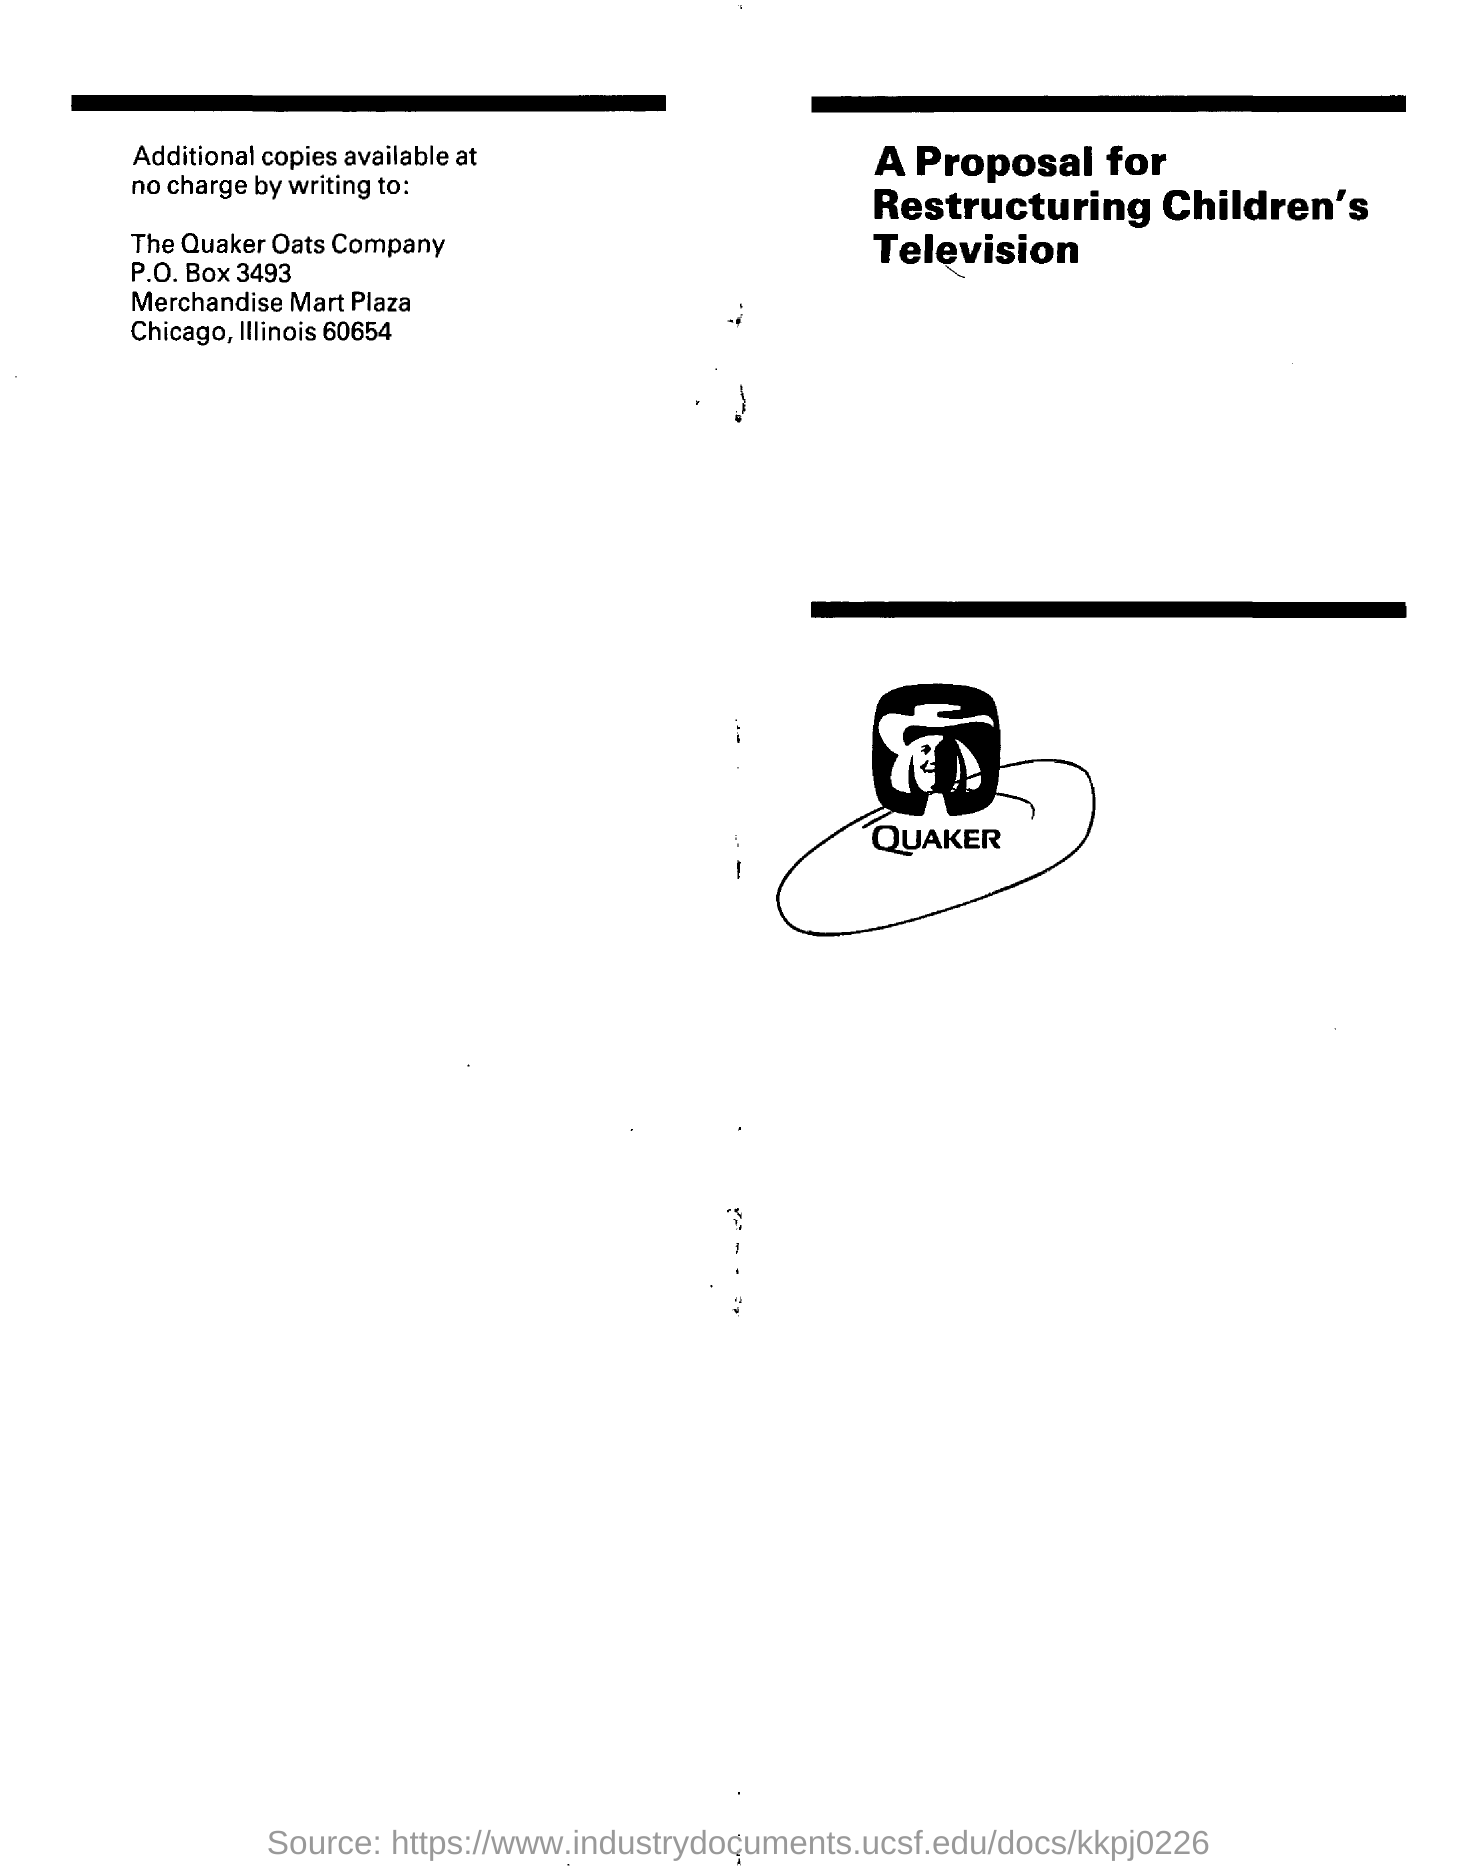 Additional copies available at
no charge by writing to:
The Quaker Oats Company
P.O. Box 3493
Merchandise Mart Plaza
Chicago, Illinois 60654
A Proposal for
Restructuring Children's
Television
QUAKER
Source: https://www.industrydocuments.ucsf.edu/docs/kkpj0226